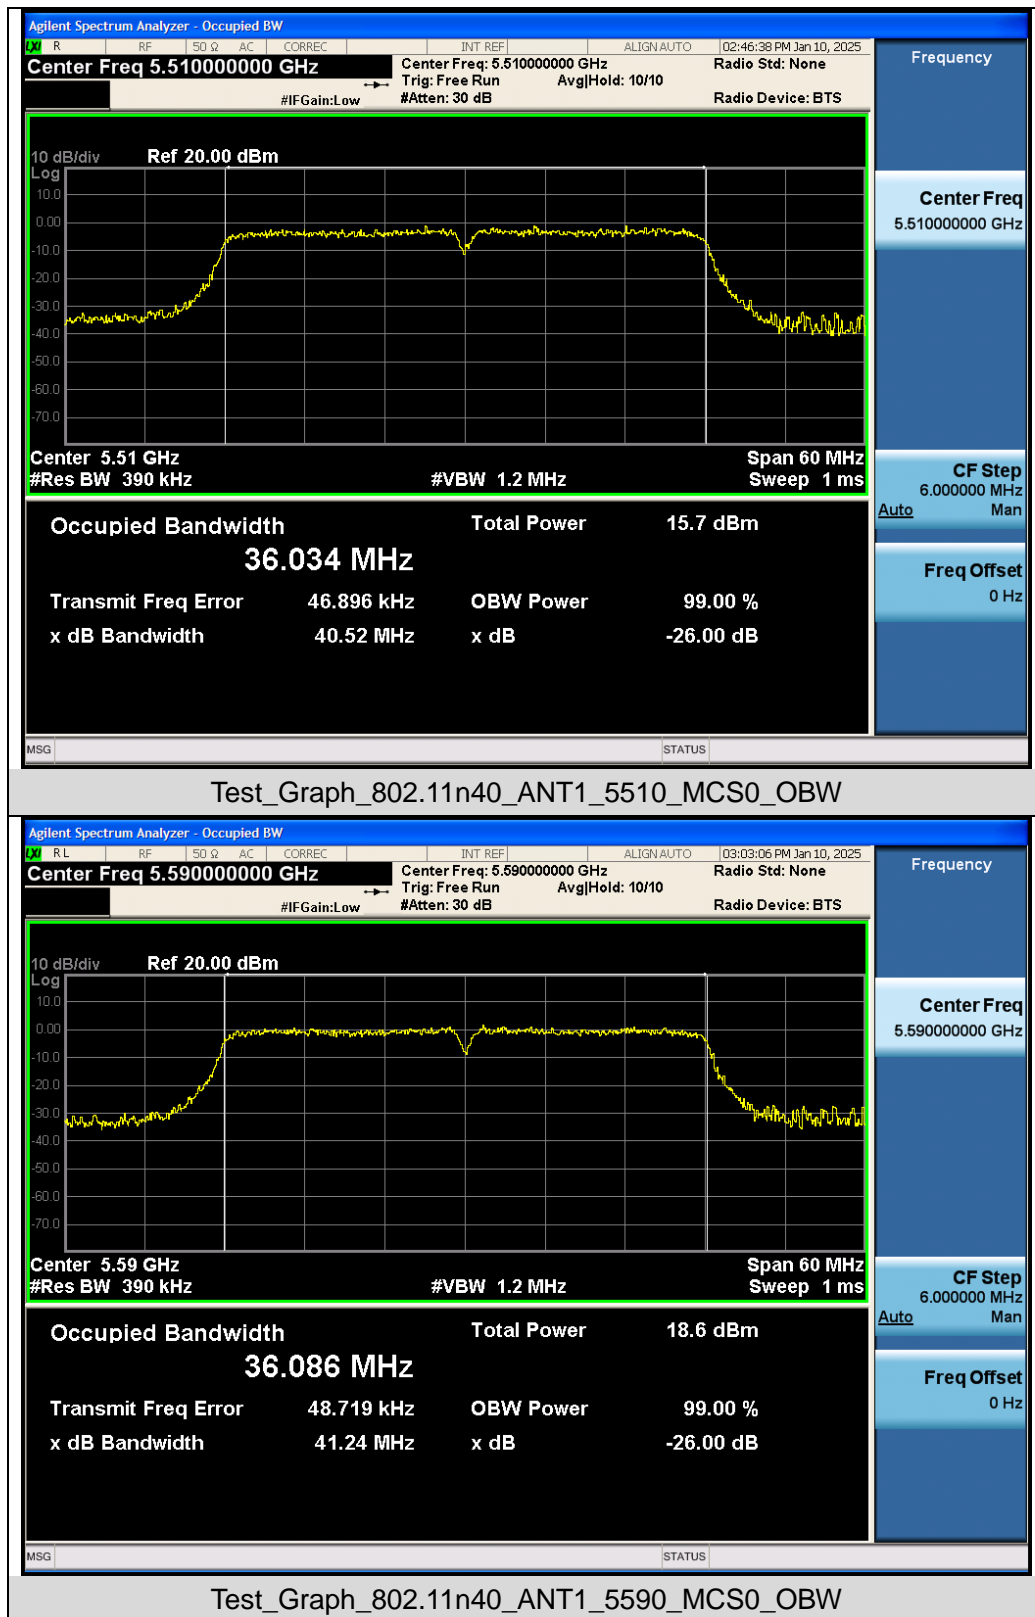 Agilent Spectrum Analyzer - Occupied BW
LXI R RF 50 Ω AC CORREC INT REF ALIGN AUTO 02:46:38 PM Jan 10, 2025
Center Freq 5.510000000 GHz Center Freq: 5.510000000 GHz Radio Std: None
Trig: Free Run Avg|Hold: 10/10
#IFGain:Low #Atten: 30 dB Radio Device: BTS
Frequency
10 dB/div Ref 20.00 dBm
Log
10.0
0.00
-10.0
-20.0
-30.0
-40.0
-50.0
-60.0
-70.0
Center 5.51 GHz Span 60 MHz
#Res BW 390 kHz #VBW 1.2 MHz Sweep 1 ms
Center Freq
5.510000000 GHz
CF Step
6.000000 MHz
Auto Man
Freq Offset
0 Hz
Occupied Bandwidth Total Power 15.7 dBm
36.034 MHz
Transmit Freq Error 46.896 kHz OBW Power 99.00 %
x dB Bandwidth 40.52 MHz x dB -26.00 dB
MSG STATUS
Test_Graph_802.11n40_ANT1_5510_MCS0_OBW
Agilent Spectrum Analyzer - Occupied BW
LXI R L RF 50 Ω AC CORREC INT REF ALIGN AUTO 03:03:06 PM Jan 10, 2025
Center Freq 5.590000000 GHz Center Freq: 5.590000000 GHz Radio Std: None
Trig: Free Run Avg|Hold: 10/10
#IFGain:Low #Atten: 30 dB Radio Device: BTS
Frequency
10 dB/div Ref 20.00 dBm
Log
10.0
0.00
-10.0
-20.0
-30.0
-40.0
-50.0
-60.0
-70.0
Center 5.59 GHz Span 60 MHz
#Res BW 390 kHz #VBW 1.2 MHz Sweep 1 ms
Center Freq
5.590000000 GHz
CF Step
6.000000 MHz
Auto Man
Freq Offset
0 Hz
Occupied Bandwidth Total Power 18.6 dBm
36.086 MHz
Transmit Freq Error 48.719 kHz OBW Power 99.00 %
x dB Bandwidth 41.24 MHz x dB -26.00 dB
MSG STATUS
Test_Graph_802.11n40_ANT1_5590_MCS0_OBW